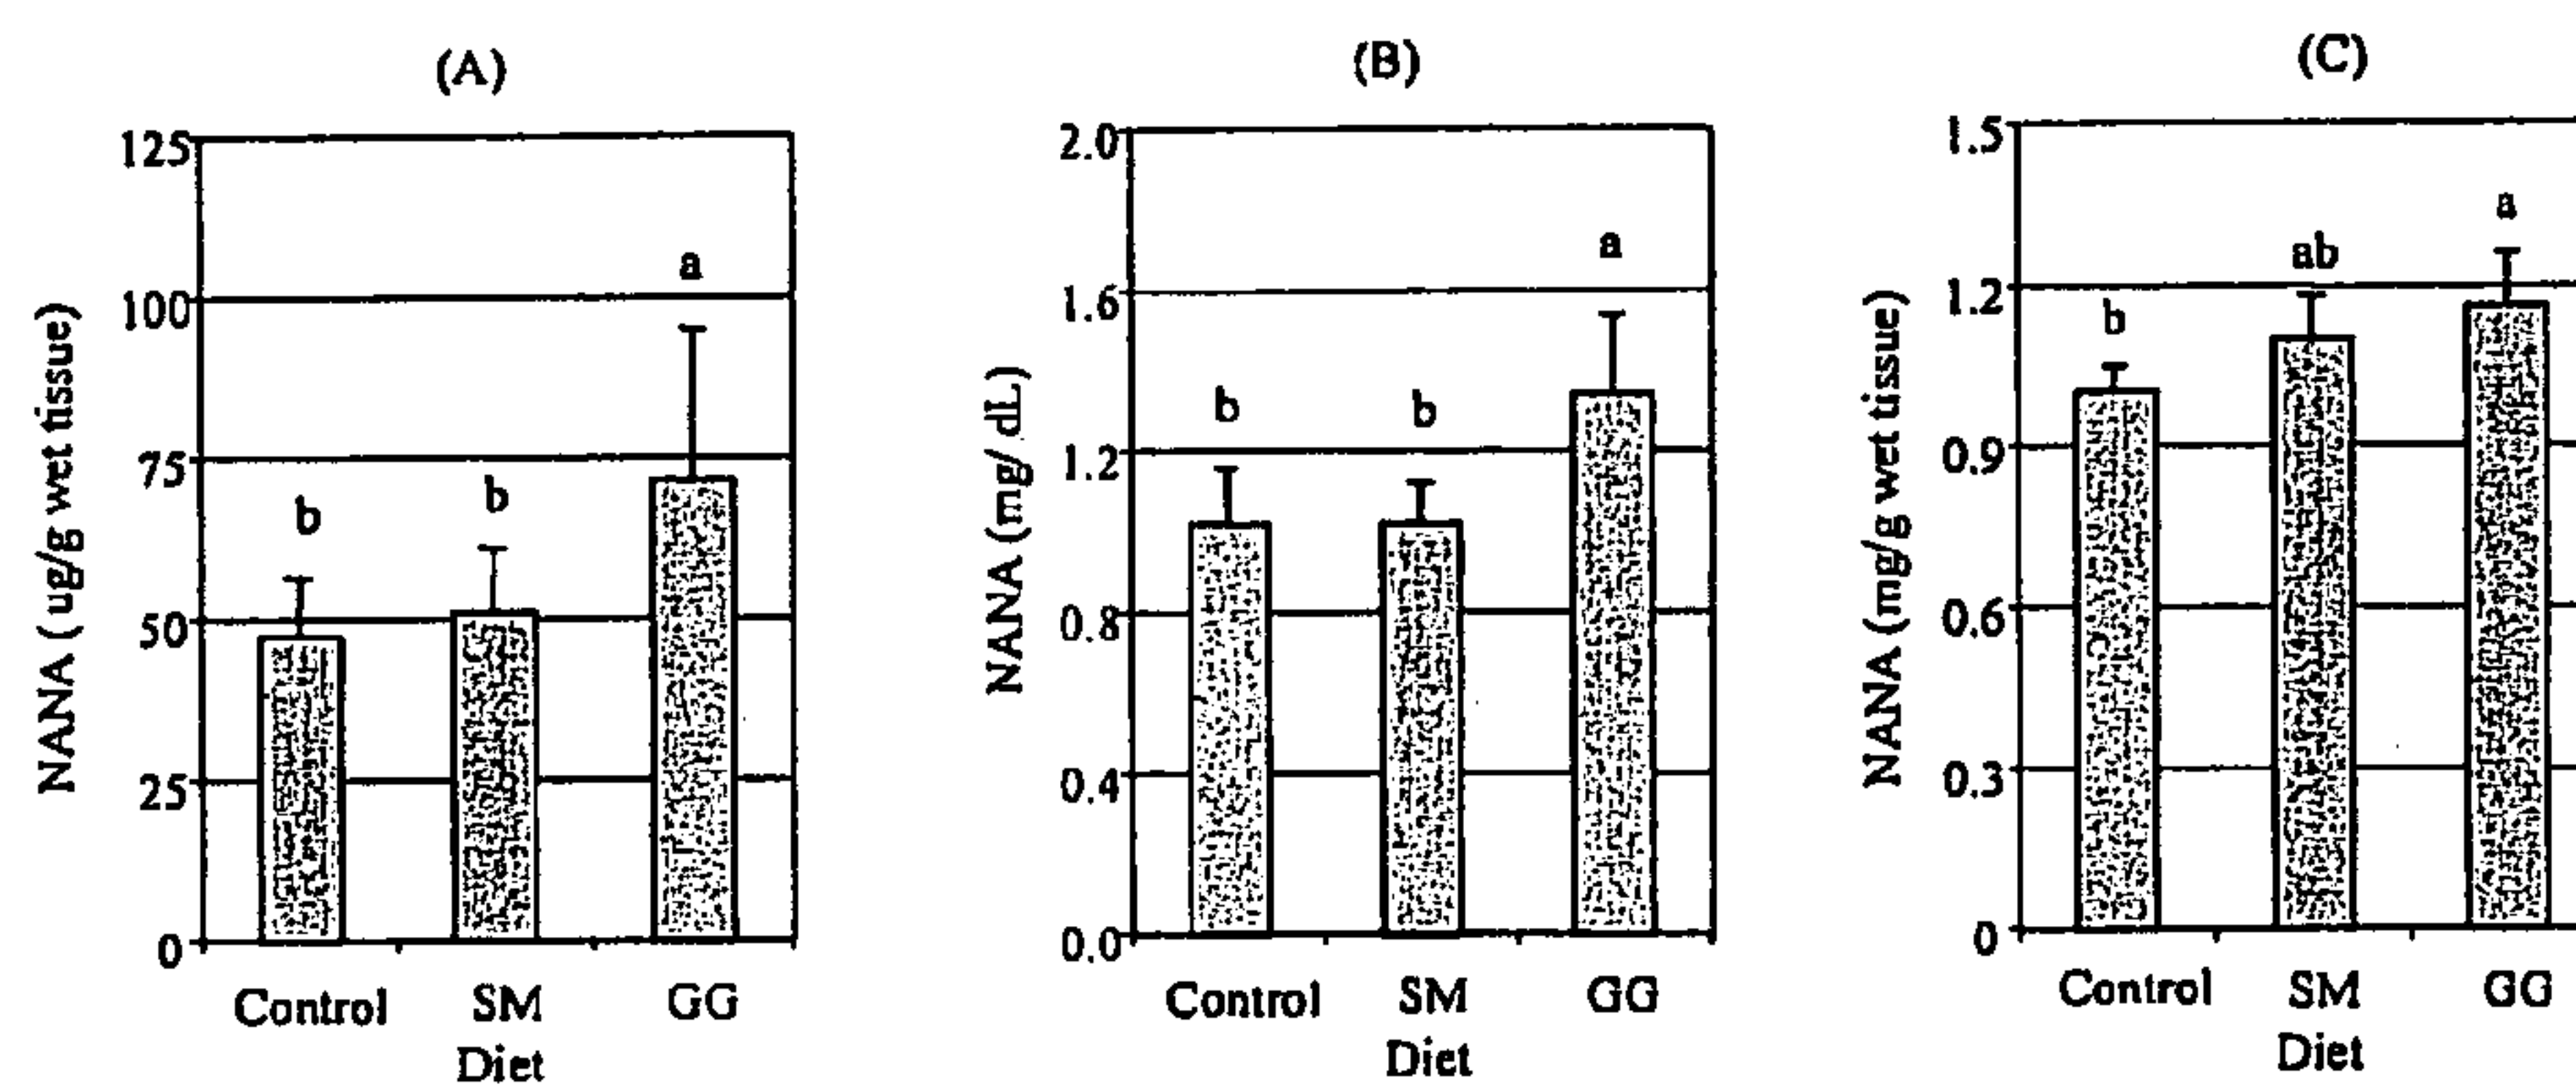 (A)
NANA ( ug/g wet tissue)
125
100
75
50
25
0
b
b
a
Control SM GG
Diet
(B)
NANA (mg/ dL)
2.0
1.6
1.2
0.8
0.4
0.0
b
b
a
Control SM GG
Diet
(C)
NANA (mg/g wet tissue)
1.5
1.2
0.9
0.6
0.3
0
b
ab
a
Control SM GG
Diet